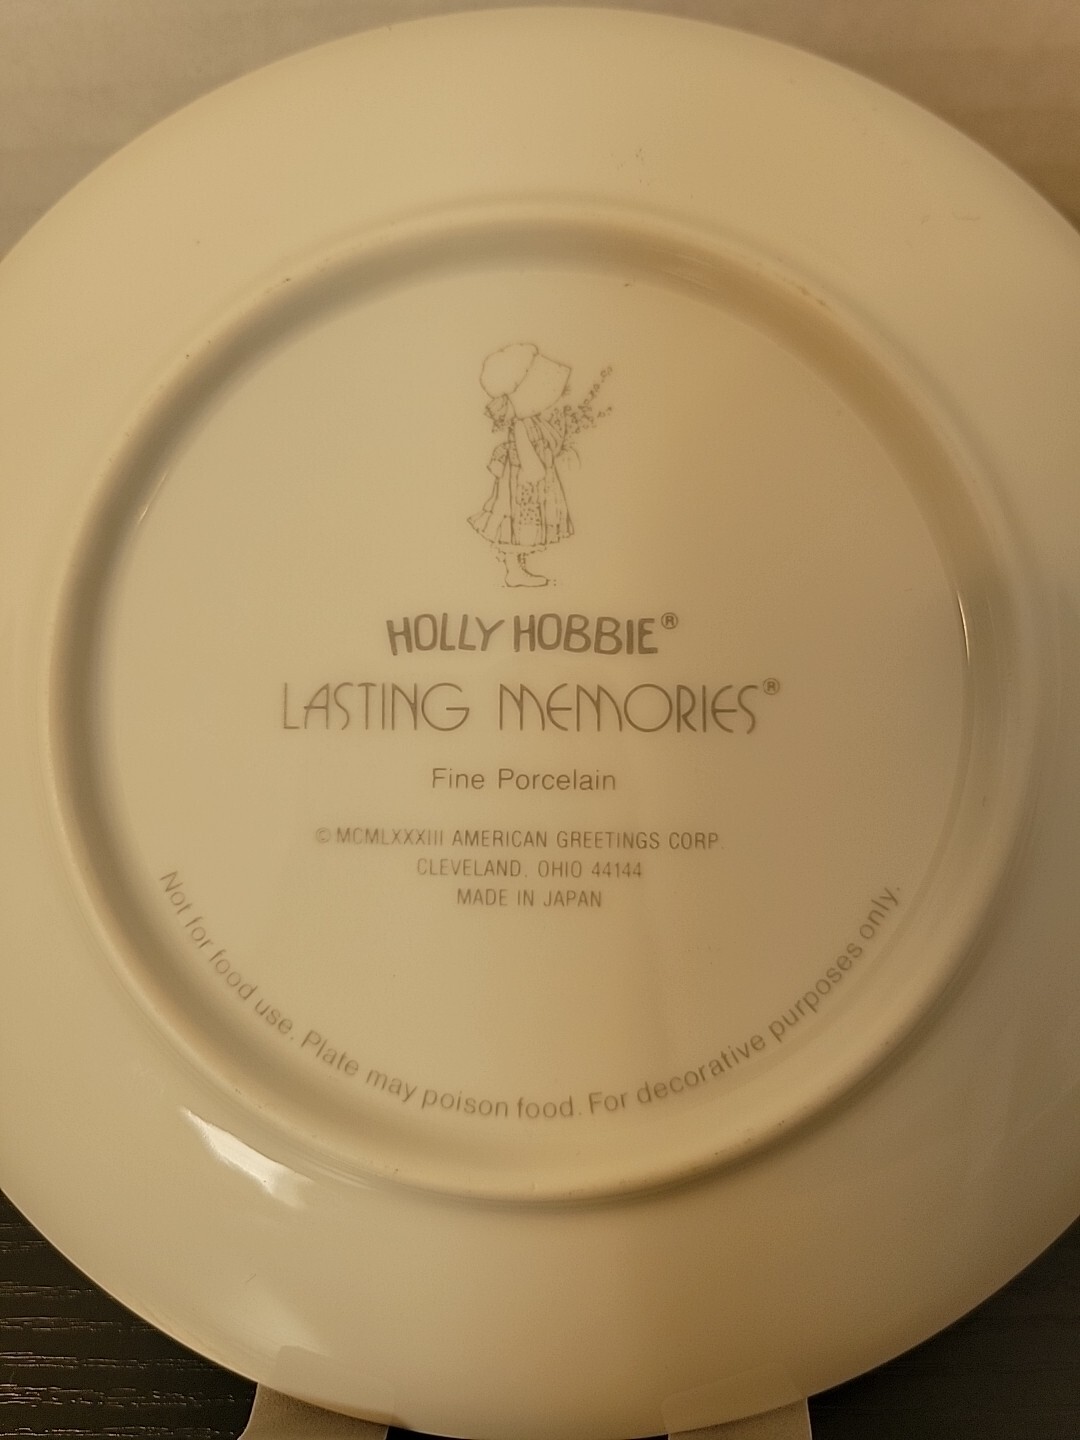 HOLLY HOBBIE®
LASTING MEMORIES®
Fine Porcelain
© MCMLXXXIII AMERICAN GREETINGS CORP.
CLEVELAND, OHIO 44144
MADE IN JAPAN
Not for food use. Plate may poison food. For decorative purposes only.